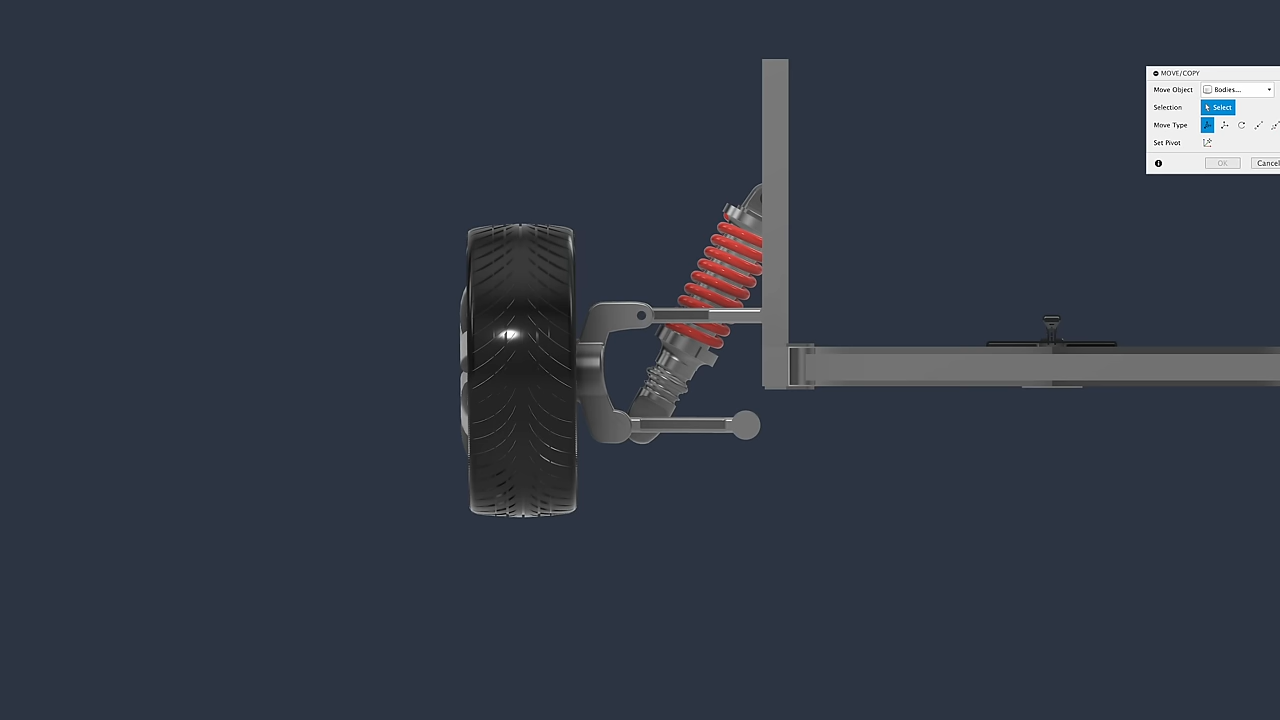 MOVE/COPY
Move Object Bodies...
Selection Select
Move Type
Set Pivot
OK Cancel